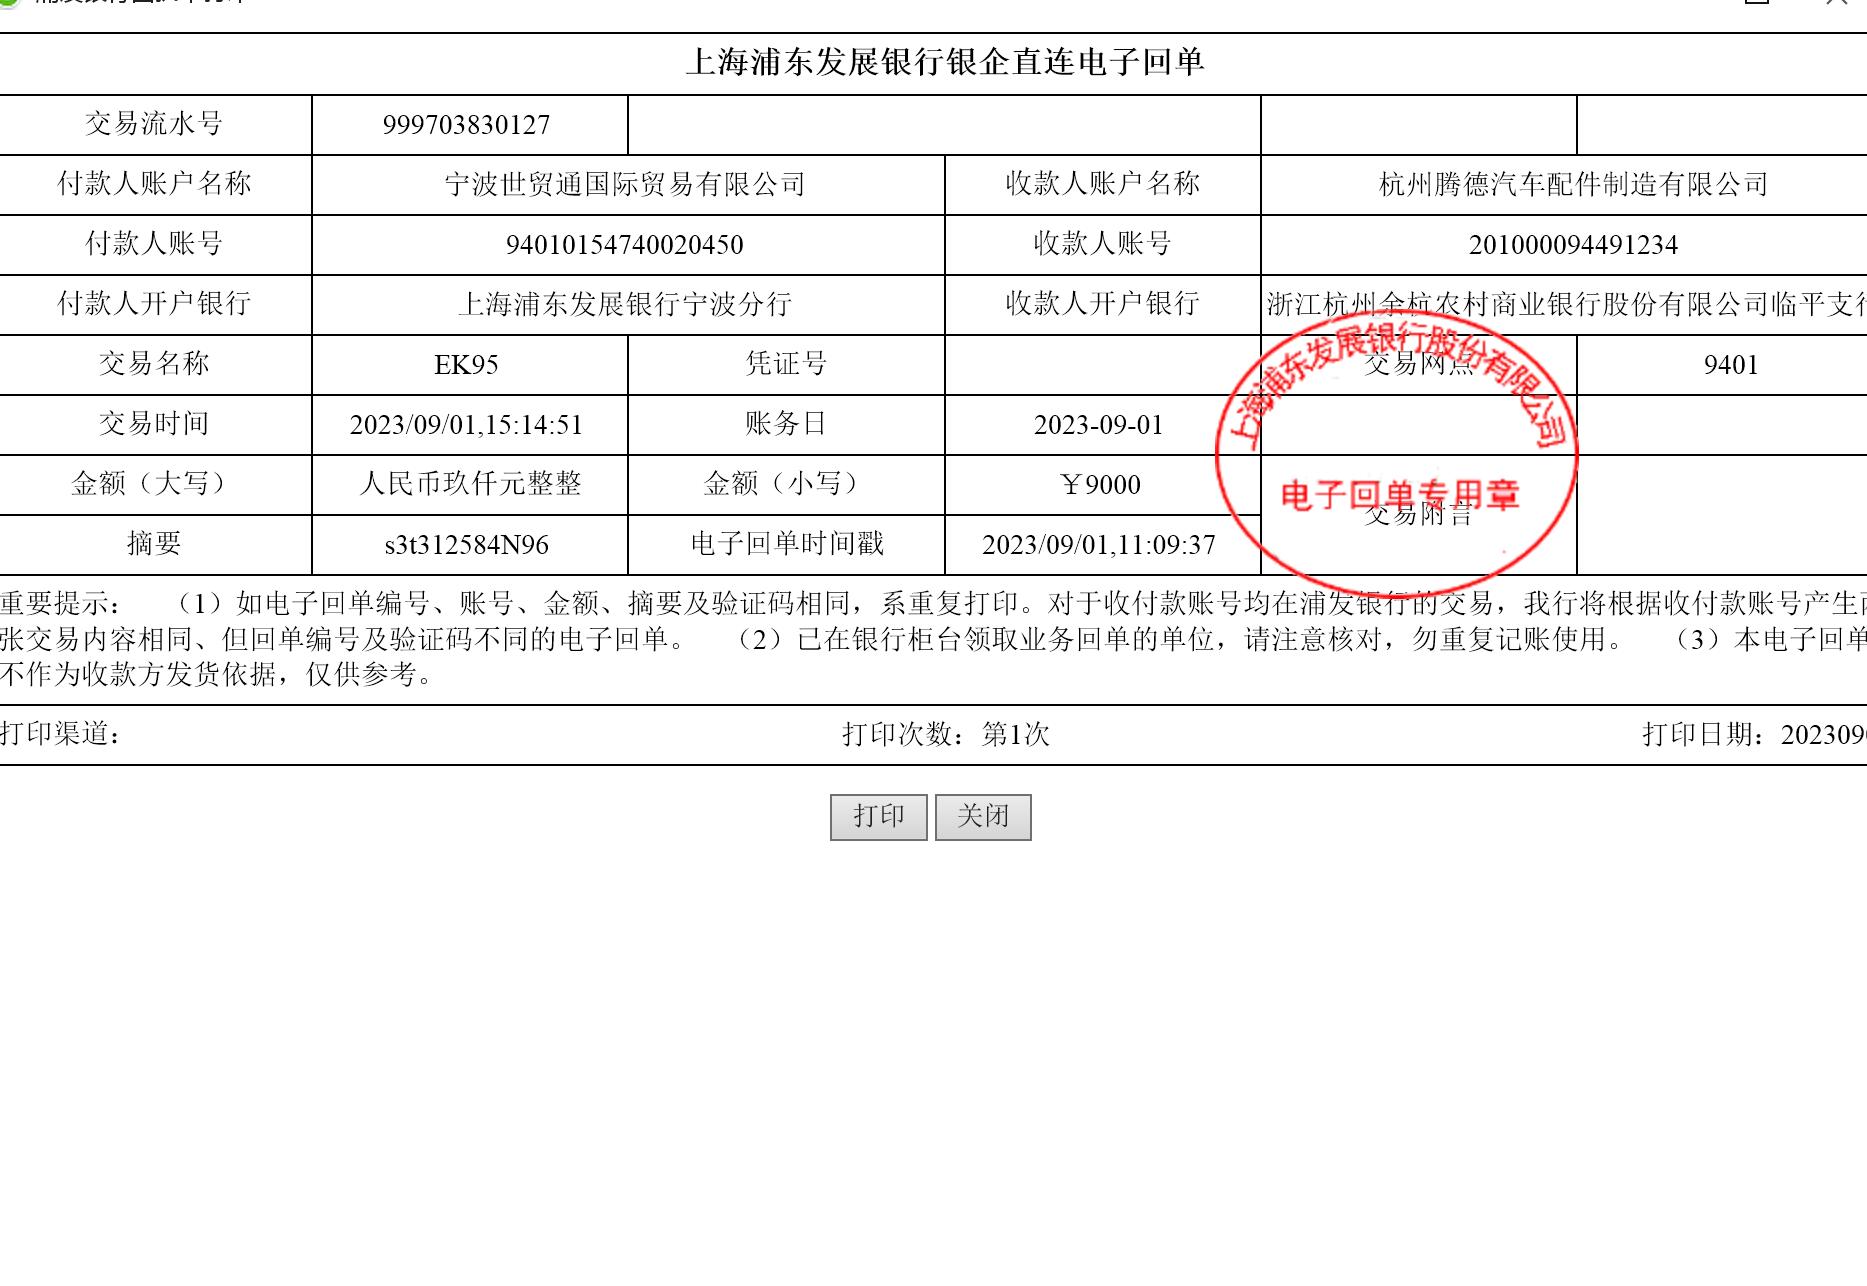 上海浦东发展银行银企直连电子回单
交易流水号 999703830127
付款人账户名称 宁波世贸通国际贸易有限公司 收款人账户名称 杭州腾德汽车配件制造有限公司
付款人账号 94010154740020450 收款人账号 201000094491234
付款人开户银行 上海浦东发展银行宁波分行 收款人开户银行 浙江杭州余杭农村商业银行股份有限公司临平支行
交易名称 EK95 凭证号 交易网点 9401
上海浦东发展银行股份有限公司
交易时间 2023/09/01,15:14:51 账务日 2023-09-01
金额（大写） 人民币玖仟元整整 金额（小写） ￥9000
电子回单专用章
交易附言
摘要 s3t312584N96 电子回单时间戳 2023/09/01,11:09:37
重要提示： （1）如电子回单编号、账号、金额、摘要及验证码相同，系重复打印。对于收付款账号均在浦发银行的交易，我行将根据收付款账号产生两
张交易内容相同、但回单编号及验证码不同的电子回单。 （2）已在银行柜台领取业务回单的单位，请注意核对，勿重复记账使用。 （3）本电子回单
不作为收款方发货依据，仅供参考。
打印渠道： 打印次数：第1次 打印日期：202309
打印 关闭